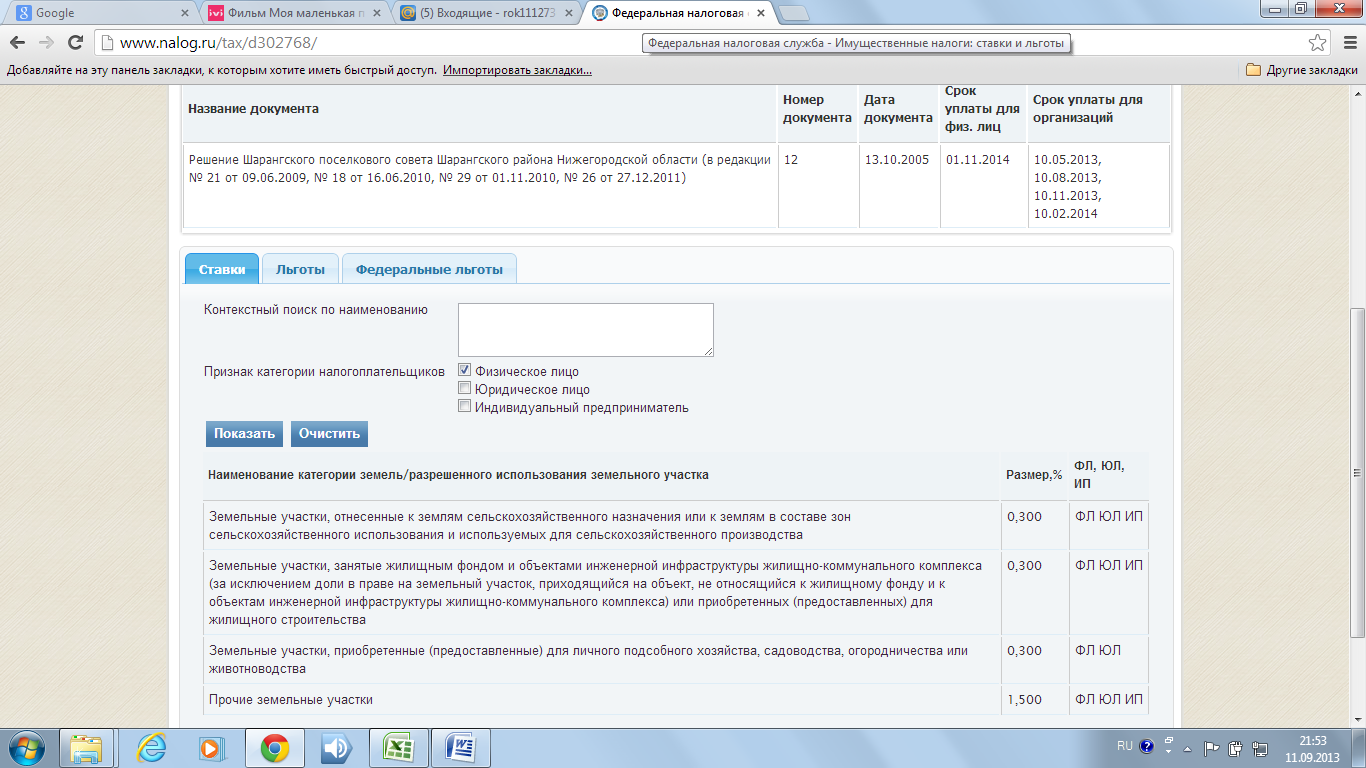 Google
Фильм Моя маленькая п
(5) Входящие - rok111273
Федеральная налоговая
www.nalog.ru/tax/d302768/
Федеральная налоговая служба - Имущественные налоги: ставки и льготы
Добавляйте на эту панель закладки, к которым хотите иметь быстрый доступ. Импортировать закладки...
Другие закладки
Название документа
Номер документа
Дата документа
Срок уплаты для физ. лиц
Срок уплаты для организаций
Решение Шарангского поселкового совета Шарангского района Нижегородской области (в редакции
№ 21 от 09.06.2009, № 18 от 16.06.2010, № 29 от 01.11.2010, № 26 от 27.12.2011)
12
13.10.2005
01.11.2014
10.05.2013,
10.08.2013,
10.11.2013,
10.02.2014
Ставки
Льготы
Федеральные льготы
Контекстный поиск по наименованию
Признак категории налогоплательщиков
Физическое лицо
Юридическое лицо
Индивидуальный предприниматель
Показать
Очистить
Наименование категории земель/разрешенного использования земельного участка
Размер,%
ФЛ, ЮЛ,
ИП
Земельные участки, отнесенные к землям сельскохозяйственного назначения или к землям в составе зон
сельскохозяйственного использования и используемых для сельскохозяйственного производства
0,300
ФЛ ЮЛ ИП
Земельные участки, занятые жилищным фондом и объектами инженерной инфраструктуры жилищно-коммунального комплекса
(за исключением доли в праве на земельный участок, приходящийся на объект, не относящийся к жилищному фонду и к
объектам инженерной инфраструктуры жилищно-коммунального комплекса) или приобретенных (предоставленных) для
жилищного строительства
0,300
ФЛ ЮЛ ИП
Земельные участки, приобретенные (предоставленные) для личного подсобного хозяйства, садоводства, огородничества или
животноводства
0,300
ФЛ ЮЛ
Прочие земельные участки
1,500
ФЛ ЮЛ ИП
RU
21:53
11.09.2013